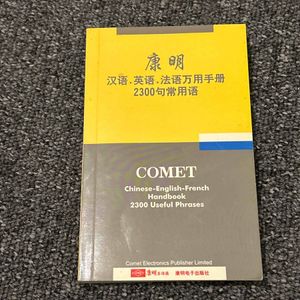 康明
汉语、英语、法语万用手册
2300句常用语
COMET
Chinese-English-French
Handbook
2300 Useful Phrases
Comet Electronics Publisher Limited
康明电子出版社